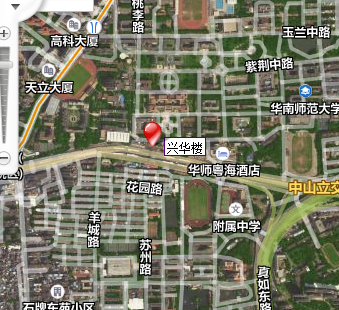 桃李路
玉兰中路
高科大厦
紫荆中路
天立大厦
华南师范大学
兴华楼
华师粤海酒店
花园路
中山立交
羊城路
附属中学
苏州路
真如东路
石牌东苑小区